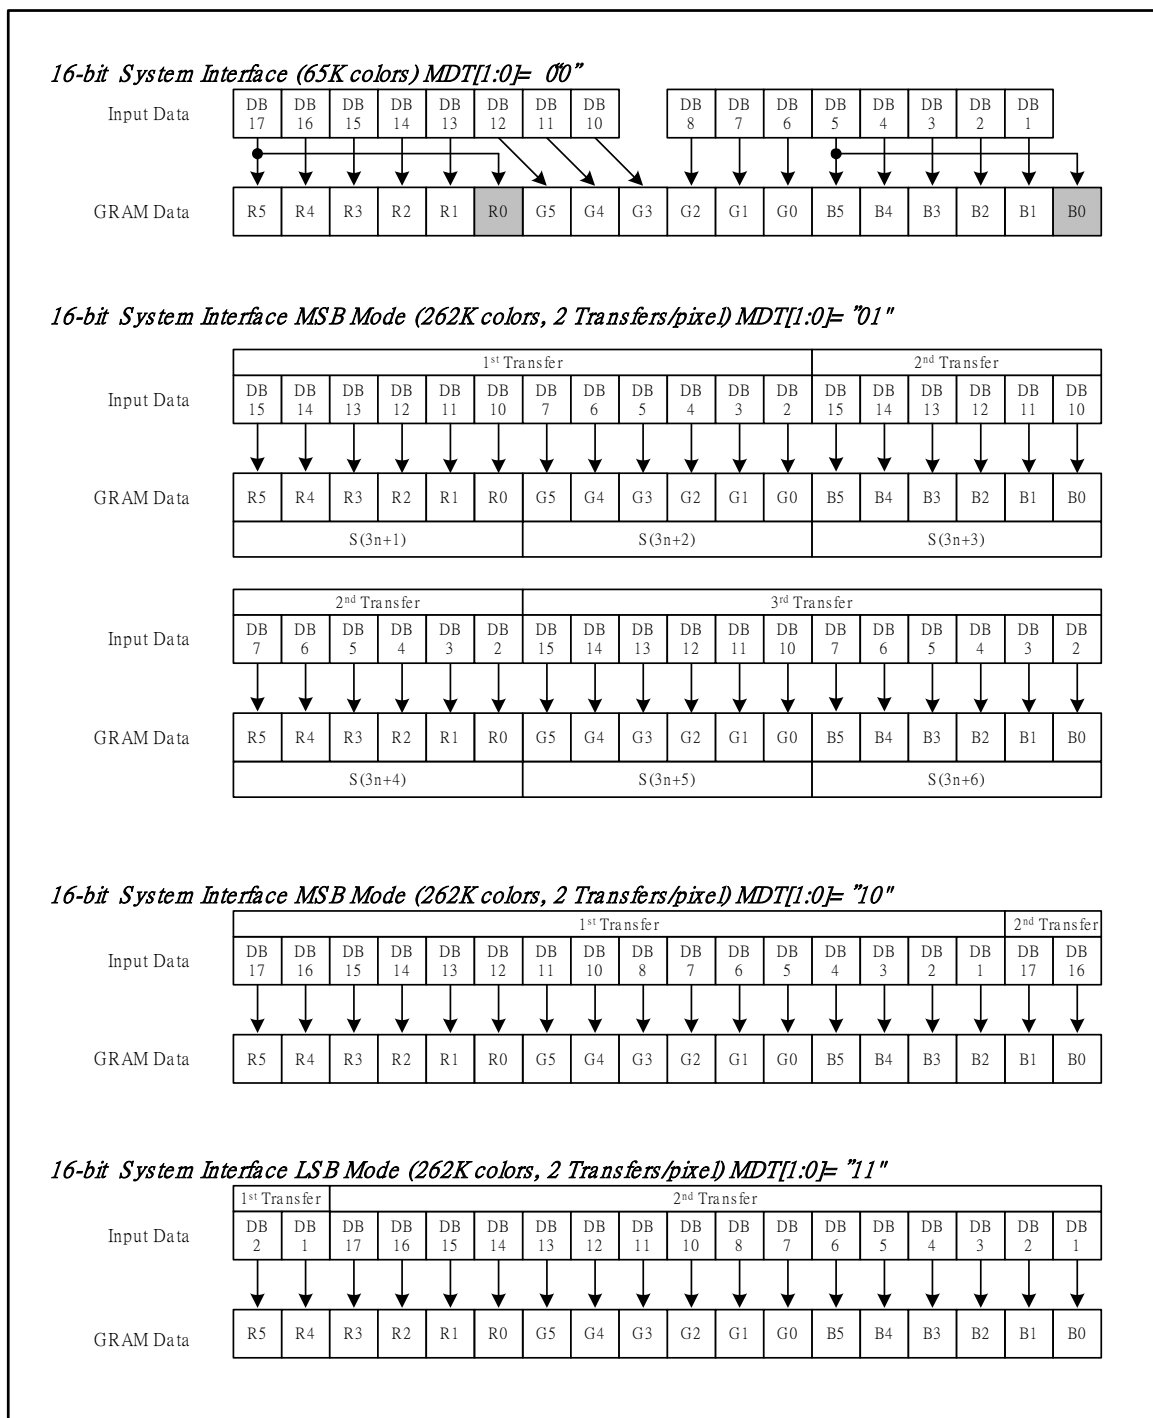 16-bit System Interface (65K colors) MDT[1:0]= “00”
Input Data DB 17 DB 16 DB 15 DB 14 DB 13 DB 12 DB 11 DB 10 DB 8 DB 7 DB 6 DB 5 DB 4 DB 3 DB 2 DB 1
GRAM Data R5 R4 R3 R2 R1 R0 G5 G4 G3 G2 G1 G0 B5 B4 B3 B2 B1 B0
16-bit System Interface MSB Mode (262K colors, 2 Transfers/pixel) MDT[1:0]= ”01"
1st Transfer 2nd Transfer
Input Data DB 15 DB 14 DB 13 DB 12 DB 11 DB 10 DB 7 DB 6 DB 5 DB 4 DB 3 DB 2 DB 15 DB 14 DB 13 DB 12 DB 11 DB 10
GRAM Data R5 R4 R3 R2 R1 R0 G5 G4 G3 G2 G1 G0 B5 B4 B3 B2 B1 B0
S(3n+1) S(3n+2) S(3n+3)
2nd Transfer 3rd Transfer
Input Data DB 7 DB 6 DB 5 DB 4 DB 3 DB 2 DB 15 DB 14 DB 13 DB 12 DB 11 DB 10 DB 7 DB 6 DB 5 DB 4 DB 3 DB 2
GRAM Data R5 R4 R3 R2 R1 R0 G5 G4 G3 G2 G1 G0 B5 B4 B3 B2 B1 B0
S(3n+4) S(3n+5) S(3n+6)
16-bit System Interface MSB Mode (262K colors, 2 Transfers/pixel) MDT[1:0]= ”10"
1st Transfer 2nd Transfer
Input Data DB 17 DB 16 DB 15 DB 14 DB 13 DB 12 DB 11 DB 10 DB 8 DB 7 DB 6 DB 5 DB 4 DB 3 DB 2 DB 1 DB 17 DB 16
GRAM Data R5 R4 R3 R2 R1 R0 G5 G4 G3 G2 G1 G0 B5 B4 B3 B2 B1 B0
16-bit System Interface LSB Mode (262K colors, 2 Transfers/pixel) MDT[1:0]= ”11"
1st Transfer 2nd Transfer
Input Data DB 2 DB 1 DB 17 DB 16 DB 15 DB 14 DB 13 DB 12 DB 11 DB 10 DB 8 DB 7 DB 6 DB 5 DB 4 DB 3 DB 2 DB 1
GRAM Data R5 R4 R3 R2 R1 R0 G5 G4 G3 G2 G1 G0 B5 B4 B3 B2 B1 B0